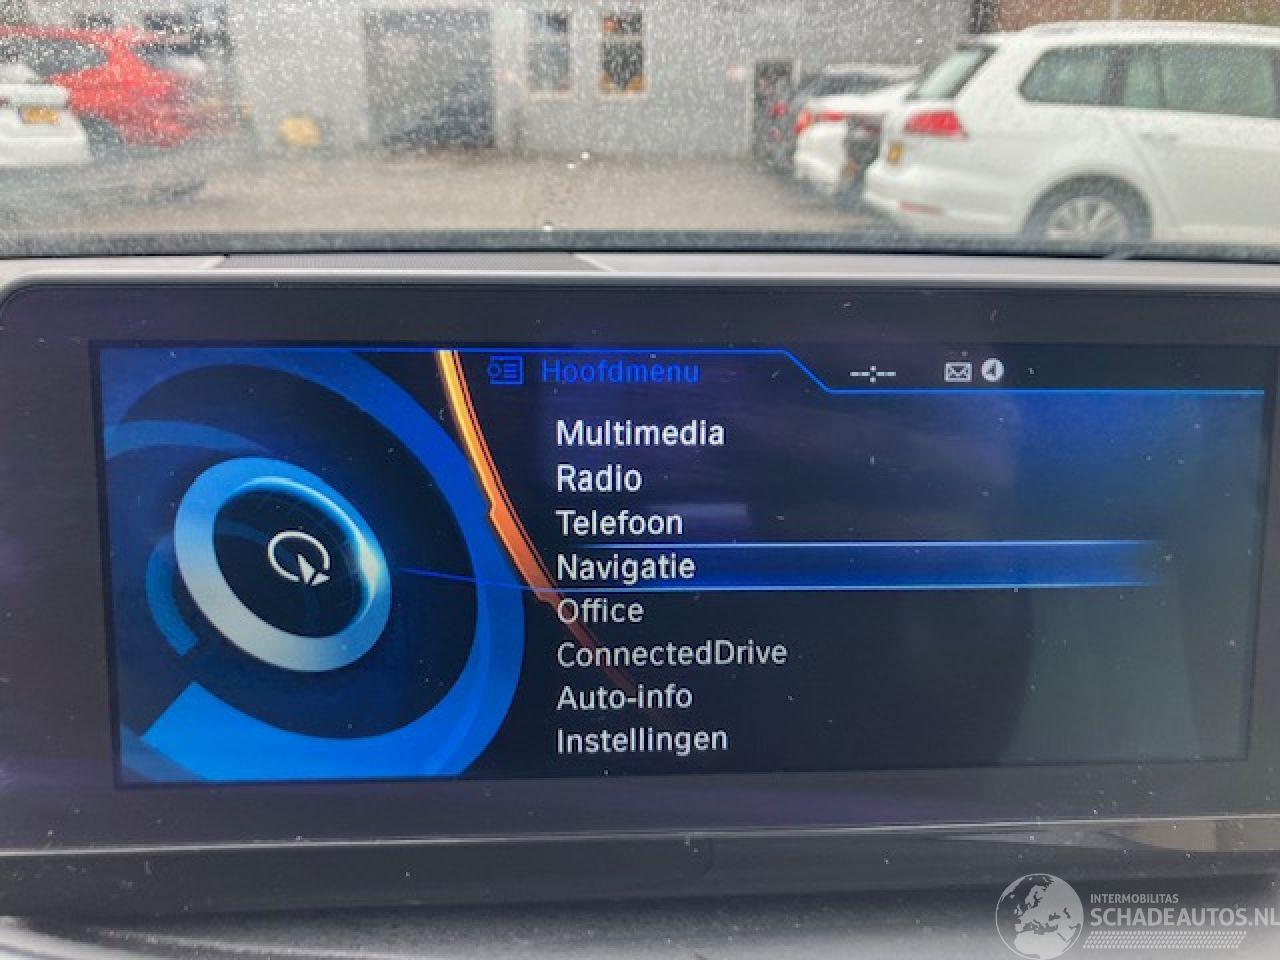 Hoofdmenu
--:--
Multimedia
Radio
Telefoon
Navigatie
Office
ConnectedDrive
Auto-info
Instellingen
INTERMOBILITAS
SCHADEAUTOS.NL